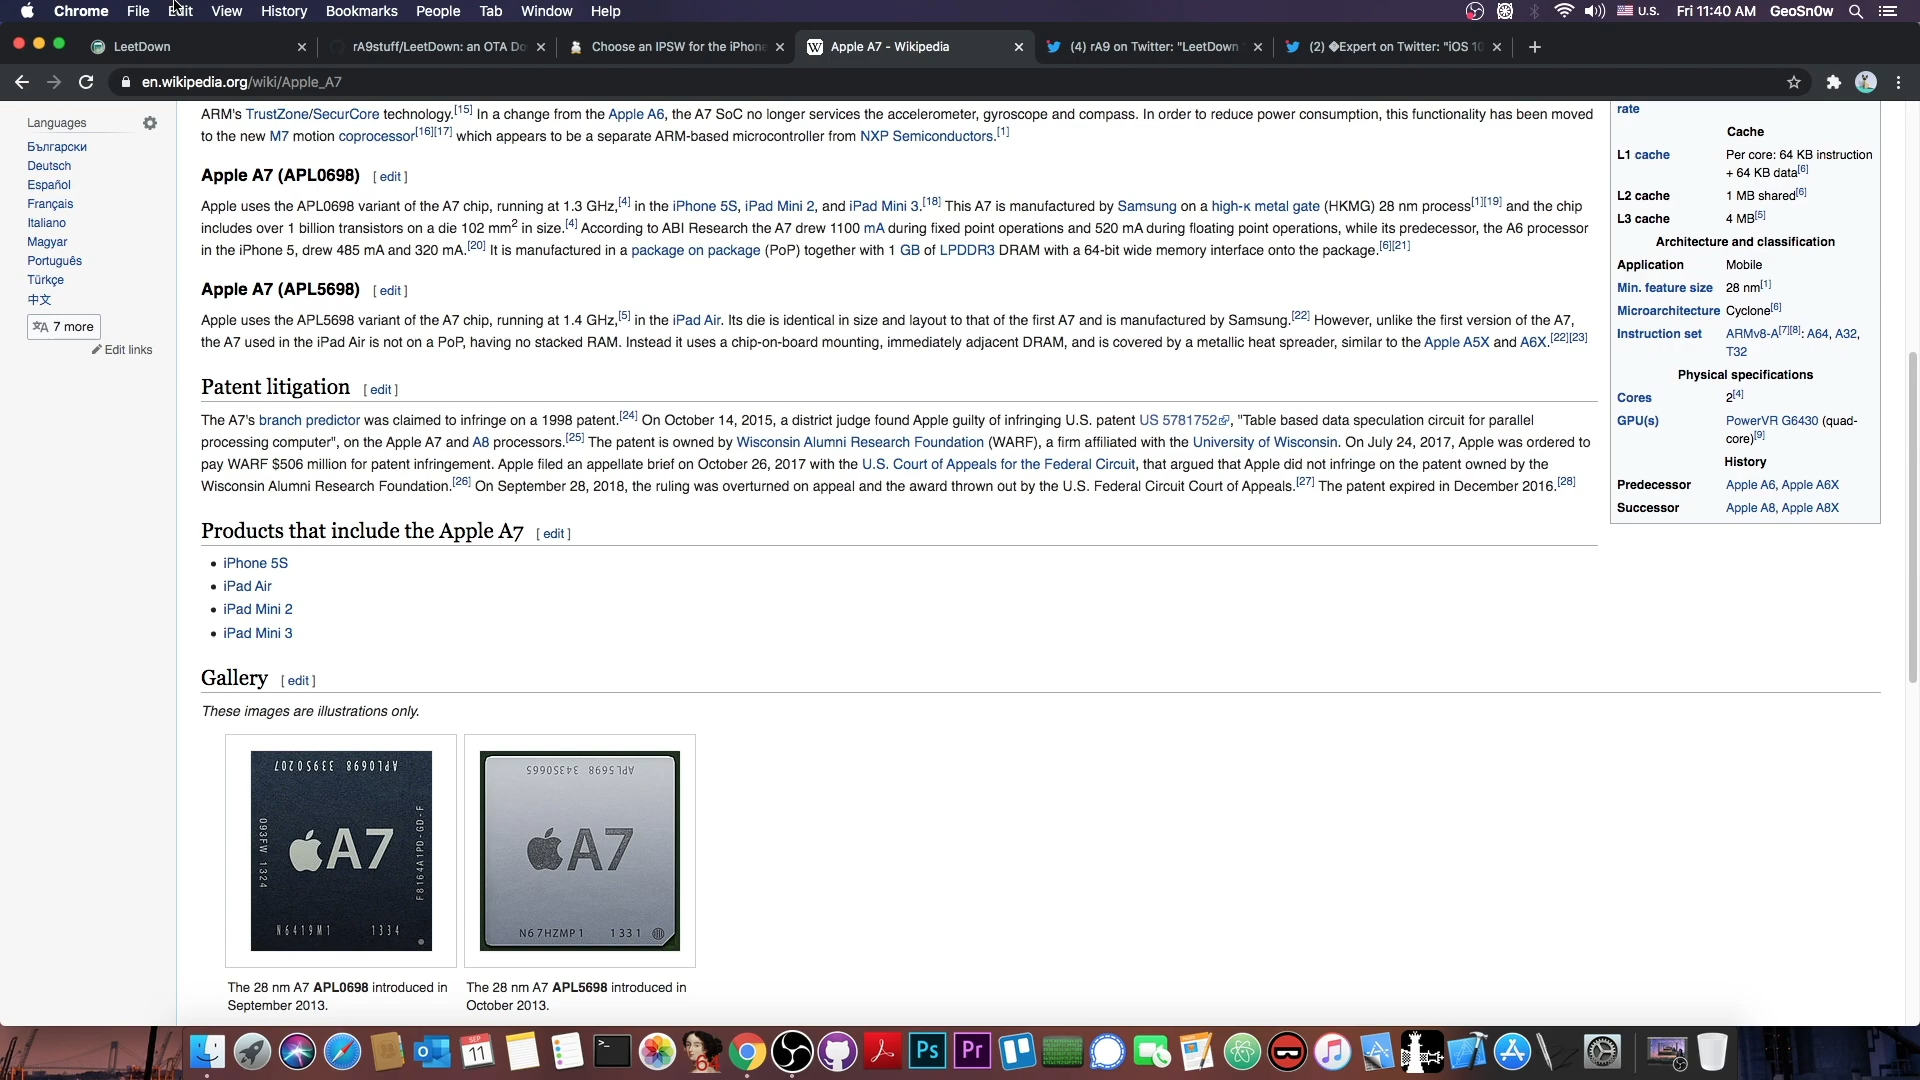 Chrome File Edit View History Bookmarks People Tab Window Help
U.S. Fri 11:40 AM GeoSn0w
LeetDown
rA9stuff/LeetDown: an OTA Do
Choose an IPSW for the iPhone
Apple A7 - Wikipedia
(4) rA9 on Twitter: "LeetDown
(2) �Expert on Twitter: "iOS 10
en.wikipedia.org/wiki/Apple_A7
Languages
Български
Deutsch
Español
Français
Italiano
Magyar
Português
Türkçe
中文
7 more
Edit links
ARM's TrustZone/SecurCore technology.[15] In a change from the Apple A6, the A7 SoC no longer services the accelerometer, gyroscope and compass. In order to reduce power consumption, this functionality has been moved
to the new M7 motion coprocessor[16][17] which appears to be a separate ARM-based microcontroller from NXP Semiconductors.[1]
Apple A7 (APL0698) [ edit ]
Apple uses the APL0698 variant of the A7 chip, running at 1.3 GHz,[4] in the iPhone 5S, iPad Mini 2, and iPad Mini 3.[18] This A7 is manufactured by Samsung on a high-κ metal gate (HKMG) 28 nm process[1][19] and the chip
includes over 1 billion transistors on a die 102 mm2 in size.[4] According to ABI Research the A7 drew 1100 mA during fixed point operations and 520 mA during floating point operations, while its predecessor, the A6 processor
in the iPhone 5, drew 485 mA and 320 mA.[20] It is manufactured in a package on package (PoP) together with 1 GB of LPDDR3 DRAM with a 64-bit wide memory interface onto the package.[6][21]
Apple A7 (APL5698) [ edit ]
Apple uses the APL5698 variant of the A7 chip, running at 1.4 GHz,[5] in the iPad Air. Its die is identical in size and layout to that of the first A7 and is manufactured by Samsung.[22] However, unlike the first version of the A7,
the A7 used in the iPad Air is not on a PoP, having no stacked RAM. Instead it uses a chip-on-board mounting, immediately adjacent DRAM, and is covered by a metallic heat spreader, similar to the Apple A5X and A6X.[22][23]
Patent litigation [ edit ]
The A7's branch predictor was claimed to infringe on a 1998 patent.[24] On October 14, 2015, a district judge found Apple guilty of infringing U.S. patent US 5781752, "Table based data speculation circuit for parallel
processing computer", on the Apple A7 and A8 processors.[25] The patent is owned by Wisconsin Alumni Research Foundation (WARF), a firm affiliated with the University of Wisconsin. On July 24, 2017, Apple was ordered to
pay WARF $506 million for patent infringement. Apple filed an appellate brief on October 26, 2017 with the U.S. Court of Appeals for the Federal Circuit, that argued that Apple did not infringe on the patent owned by the
Wisconsin Alumni Research Foundation.[26] On September 28, 2018, the ruling was overturned on appeal and the award thrown out by the U.S. Federal Circuit Court of Appeals.[27] The patent expired in December 2016.[28]
Products that include the Apple A7 [ edit ]
iPhone 5S
iPad Air
iPad Mini 2
iPad Mini 3
Gallery [ edit ]
These images are illustrations only.
APL0698 339S0207
093FW 1324
A7
F8164A1PD-GD-F
N6419M1 1334
APL5698 343S0665
A7
N67HZMP1 1331
The 28 nm A7 APL0698 introduced in
September 2013.
The 28 nm A7 APL5698 introduced in
October 2013.
rate
Cache
L1 cache Per core: 64 KB instruction
+ 64 KB data[6]
L2 cache 1 MB shared[6]
L3 cache 4 MB[5]
Architecture and classification
Application Mobile
Min. feature size 28 nm[1]
Microarchitecture Cyclone[6]
Instruction set ARMv8-A[7][8]: A64, A32,
T32
Physical specifications
Cores 2[4]
GPU(s) PowerVR G6430 (quad-
core)[9]
History
Predecessor Apple A6, Apple A6X
Successor Apple A8, Apple A8X
SEP
11
Ps
Pr